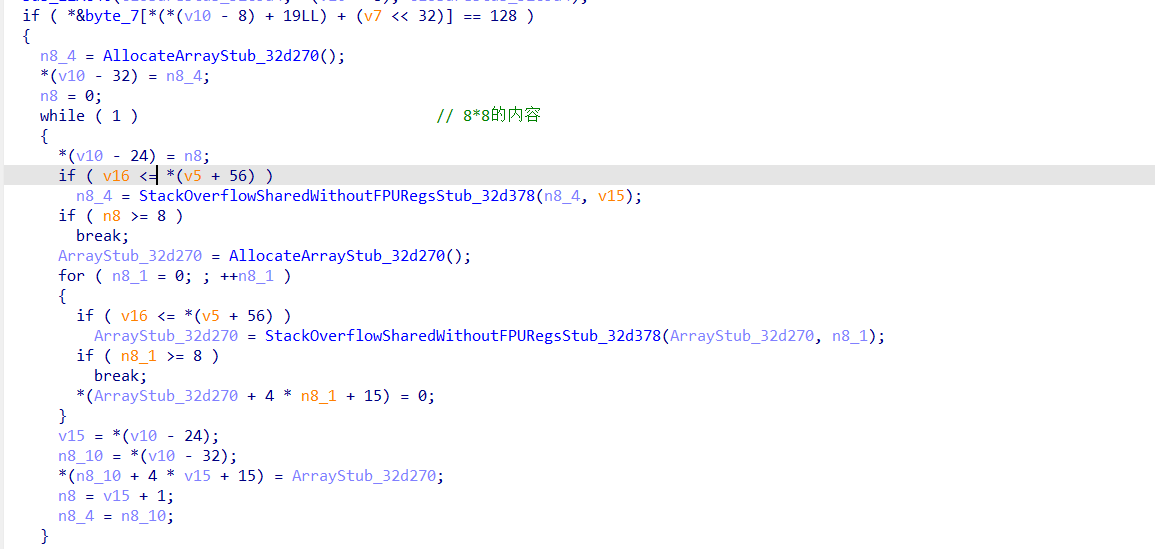 if ( *&byte_7[*(*(v10 - 8) + 19LL) + (v7 << 32)] == 128 )
{
n8_4 = AllocateArrayStub_32d270();
*(v10 - 32) = n8_4;
n8 = 0;
while ( 1 ) // 8*8的内容
{
*(v10 - 24) = n8;
if ( v16 <= *(v5 + 56) )
n8_4 = StackOverflowSharedWithoutFPURegsStub_32d378(n8_4, v15);
if ( n8 >= 8 )
break;
ArrayStub_32d270 = AllocateArrayStub_32d270();
for ( n8_1 = 0; ; ++n8_1 )
{
if ( v16 <= *(v5 + 56) )
ArrayStub_32d270 = StackOverflowSharedWithoutFPURegsStub_32d378(ArrayStub_32d270, n8_1);
if ( n8_1 >= 8 )
break;
*(ArrayStub_32d270 + 4 * n8_1 + 15) = 0;
}
v15 = *(v10 - 24);
n8_10 = *(v10 - 32);
*(n8_10 + 4 * v15 + 15) = ArrayStub_32d270;
n8 = v15 + 1;
n8_4 = n8_10;
}